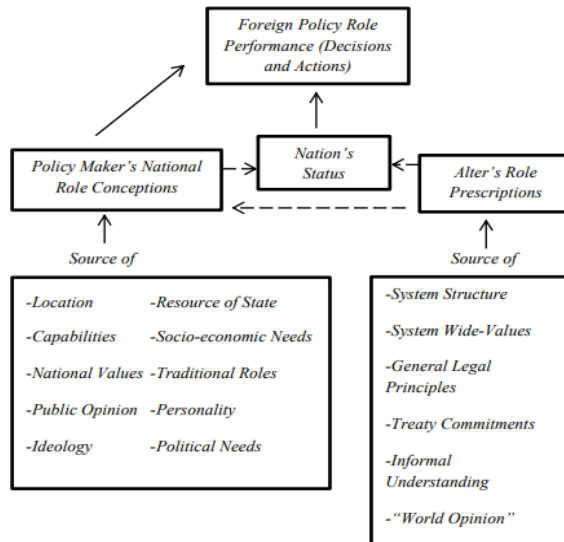 Foreign Policy Role
Performance (Decisions
and Actions)
Policy Maker's National
Role Conceptions
Nation's
Status
Alter's Role
Prescriptions
Source of
Source of
-Location
-Resource of State
-Capabilities
-Socio-economic Needs
-National Values
-Traditional Roles
-Public Opinion
-Personality
-Ideology
-Political Needs
-System Structure
-System Wide-Values
-General Legal
Principles
-Treaty Commitments
-Informal
Understanding
-“World Opinion”